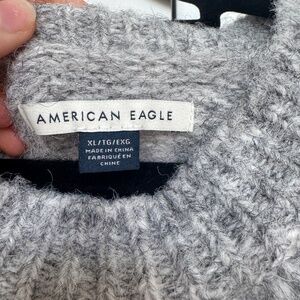 AMERICAN EAGLE
XL/TG/EXG
MADE IN CHINA
FABRIQUÉ EN
CHINE